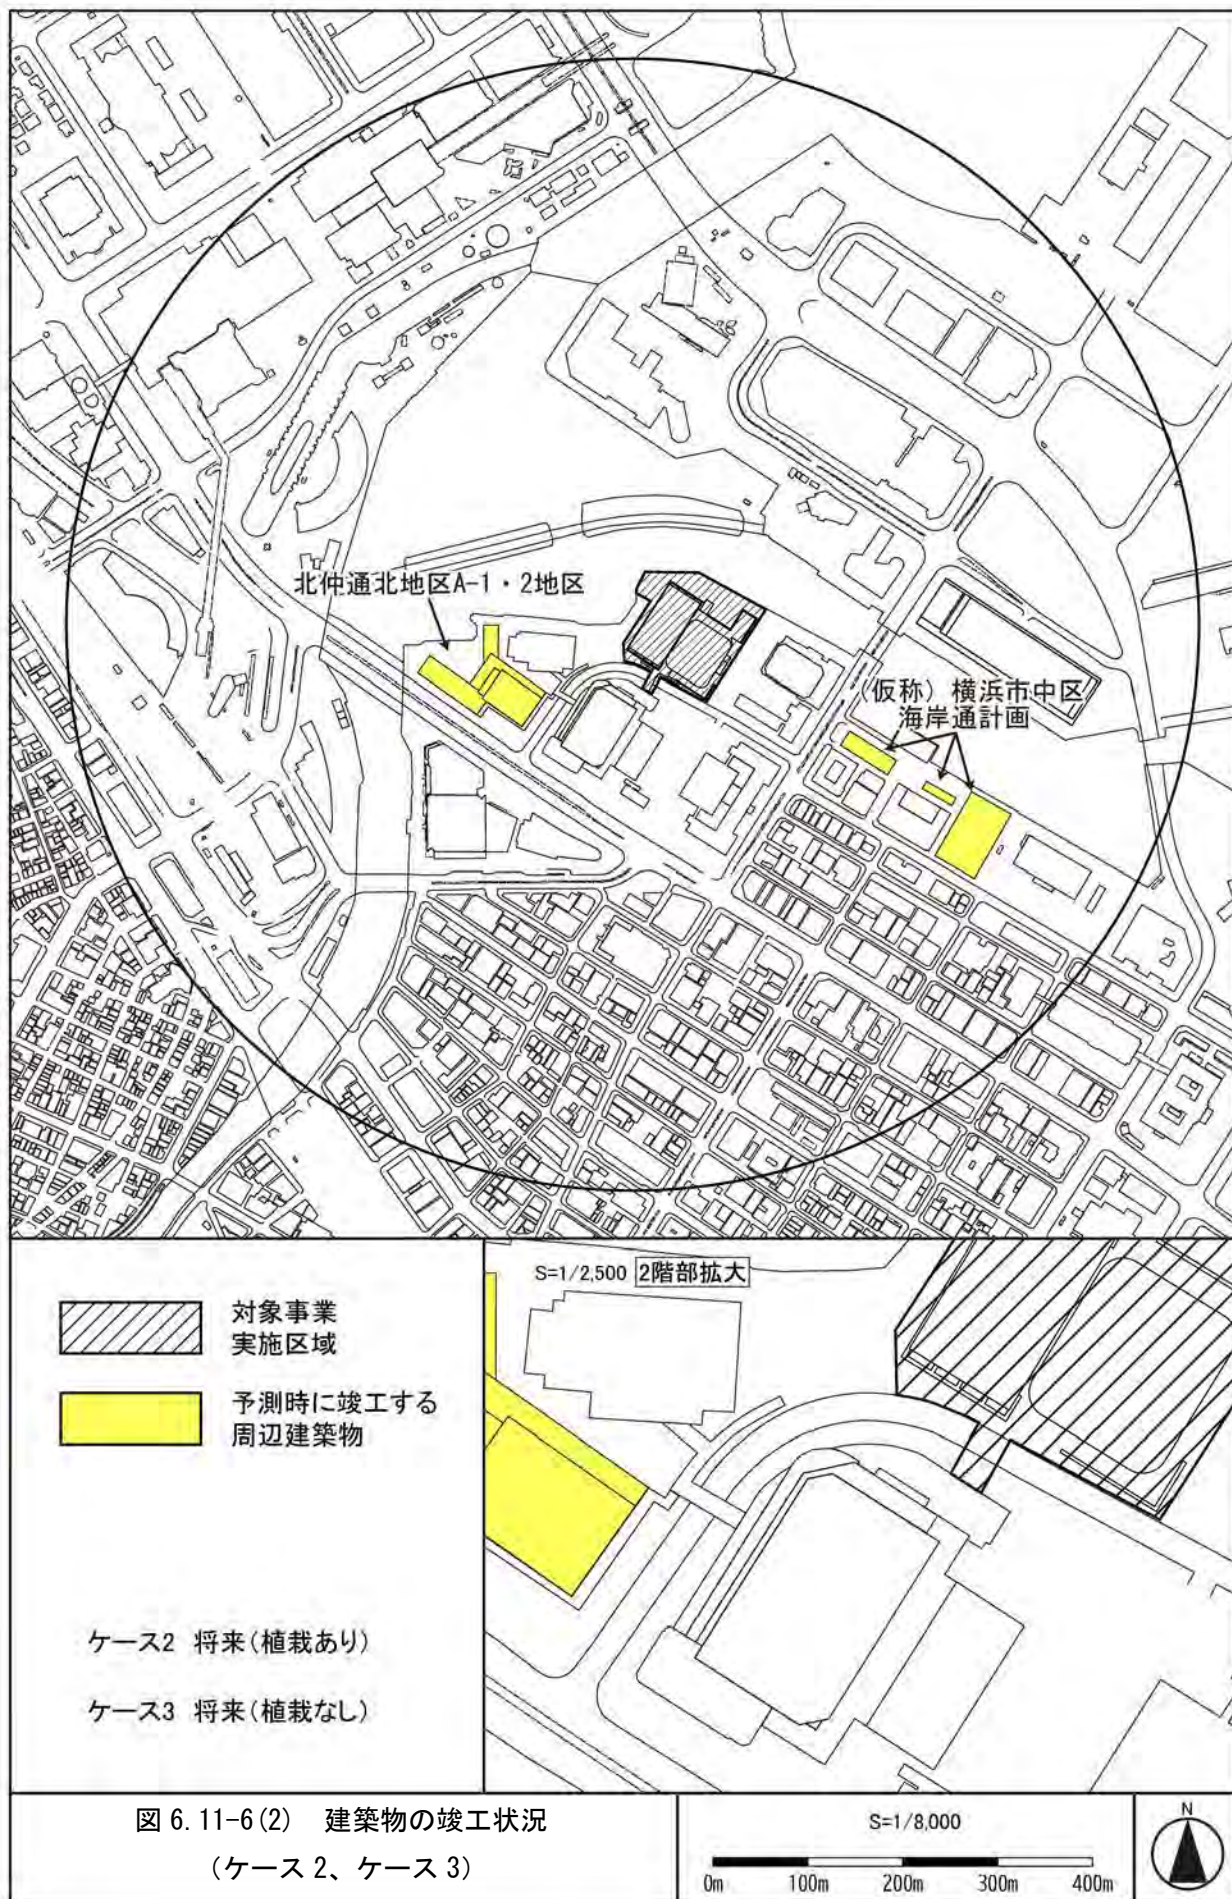 北仲通北地区A-1・2地区
(仮称)横浜市中区
海岸通計画
対象事業
実施区域
予測時に竣工する
周辺建築物
ケース2 将来(植栽あり)
ケース3 将来(植栽なし)
S=1/2,500 2階部拡大
図 6.11-6(2) 建築物の竣工状況
(ケース 2、ケース 3)
S=1/8,000
0m 100m 200m 300m 400m
N